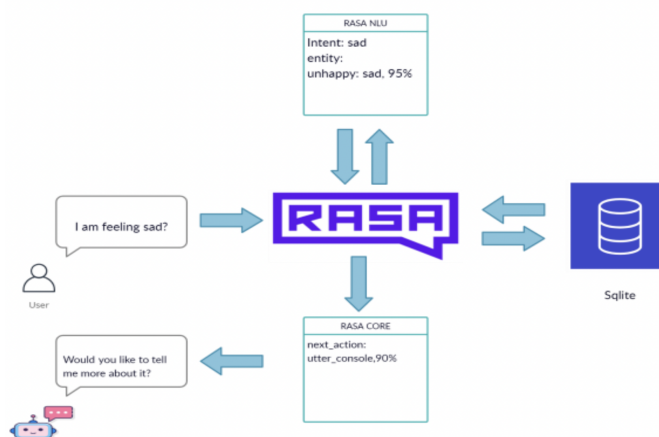 RASA NLU
Intent: sad
entity:
unhappy: sad, 95%
I am feeling sad?
RASA
User
Sqlite
RASA CORE
next_action:
utter_console,90%
Would you like to tell
me more about it?